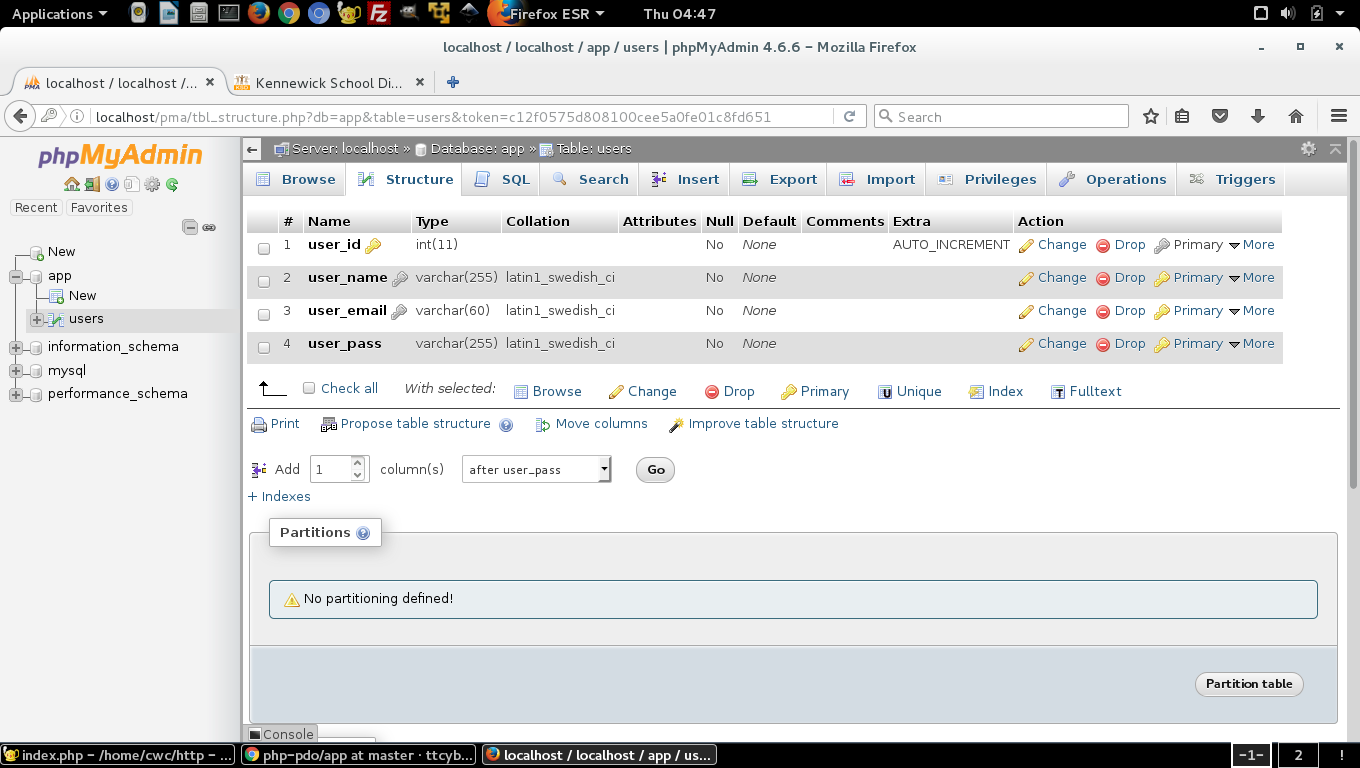 Applications Firefox ESR Thu 04:47
localhost / localhost / app / users | phpMyAdmin 4.6.6 – Mozilla Firefox
localhost / localhost /... Kennewick School Di...
localhost/pma/tbl_structure.php?db=app&table=users&token=c12f0575d808100cee5a0fe01c8fd651 Search
phpMyAdmin
Recent Favorites
New
app
New
users
information_schema
mysql
performance_schema
Server: localhost » Database: app » Table: users
Browse Structure SQL Search Insert Export Import Privileges Operations Triggers
# Name Type Collation Attributes Null Default Comments Extra Action
1 user_id int(11) No None AUTO_INCREMENT Change Drop Primary More
2 user_name varchar(255) latin1_swedish_ci No None Change Drop Primary More
3 user_email varchar(60) latin1_swedish_ci No None Change Drop Primary More
4 user_pass varchar(255) latin1_swedish_ci No None Change Drop Primary More
Check all With selected: Browse Change Drop Primary Unique Index Fulltext
Print Propose table structure Move columns Improve table structure
Add 1 column(s) after user_pass Go
+ Indexes
Partitions
No partitioning defined!
Partition table
Console
index.php – /home/cwc/http – ... php-pdo/app at master · ttcyb... localhost / localhost / app / us... -1- 2 !